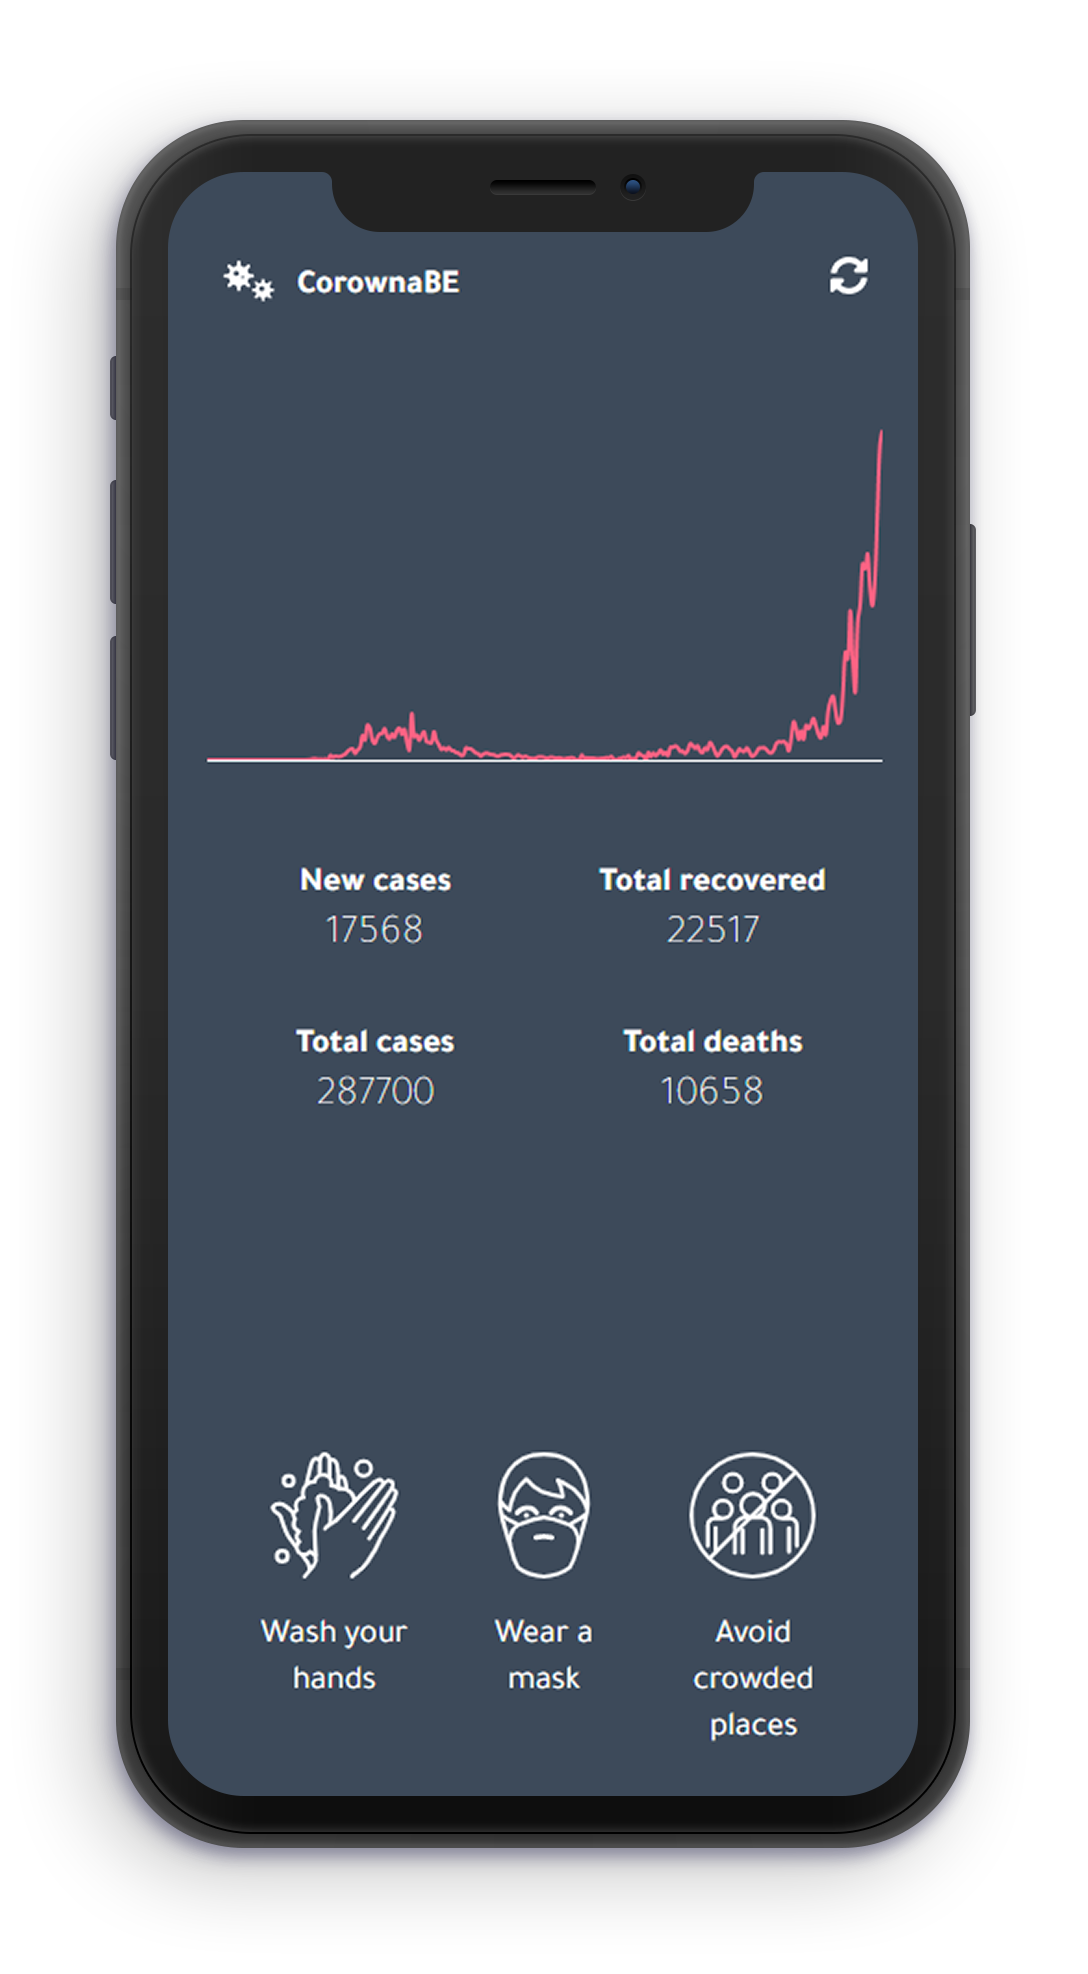 CorownaBE
New cases
17568
Total recovered
22517
Total cases
287700
Total deaths
10658
Wash your
hands
Wear a
mask
Avoid
crowded
places